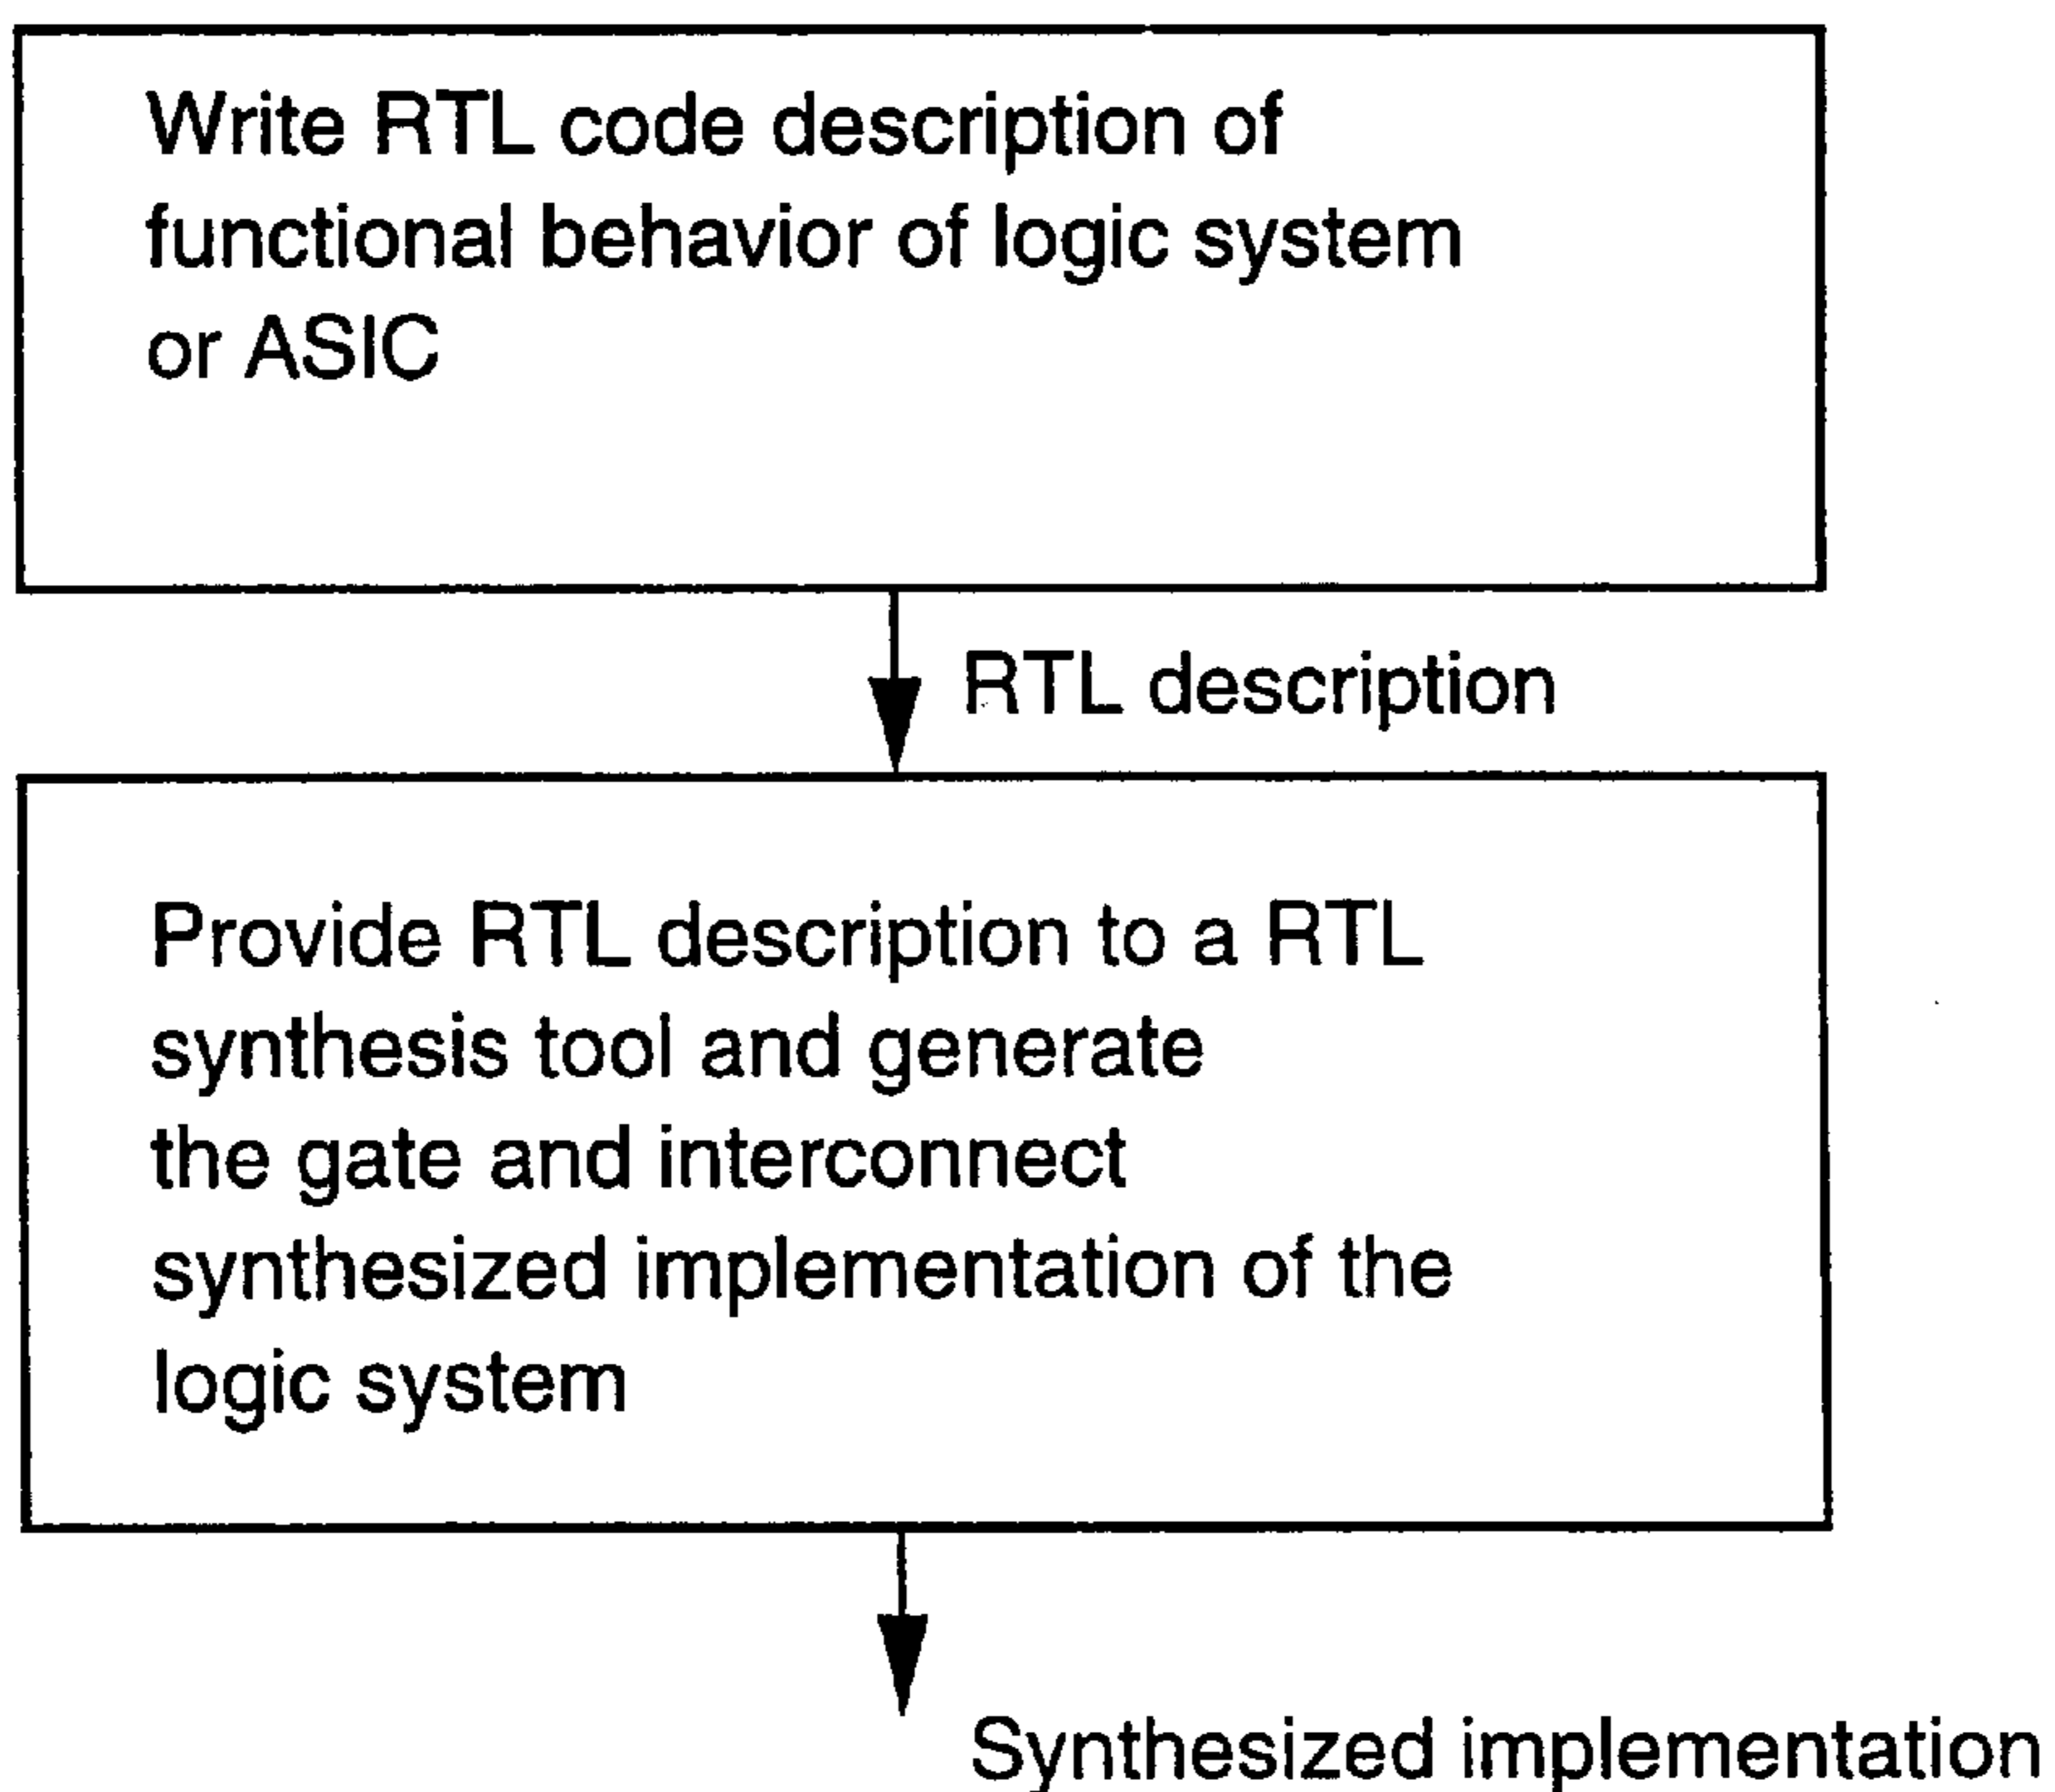 Write RTL code description of
functional behavior of logic system
or ASIC
RTL description
Provide RTL description to a RTL
synthesis tool and generate
the gate and interconnect
synthesized implementation of the
logic system
Synthesized implementation